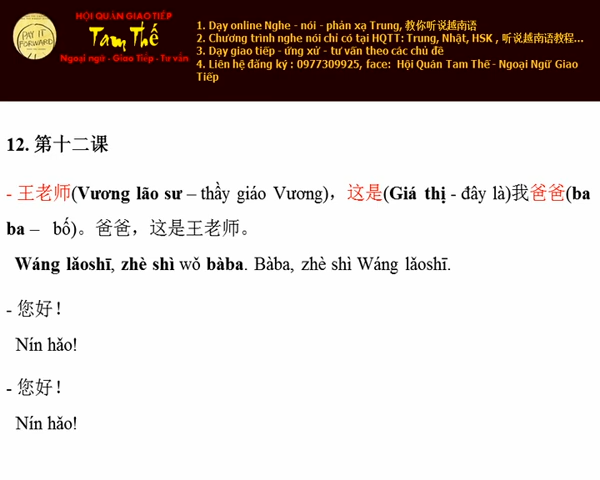 PAY IT
FORWARD
HỘI QUÁN GIAO TIẾP
Tam Thế
Ngoại ngữ - Giao Tiếp - Tư vấn
1. Dạy online Nghe - nói - phản xạ Trung, 教你听说越南语
2. Chương trình nghe nói chỉ có tại HQTT: Trung, Nhật, HSK , 听说越南语教程...
3. Dạy giao tiếp - ứng xử - tư vấn theo các chủ đề
4. Liên hệ đăng ký : 0977309925, face: Hội Quán Tam Thế - Ngoại Ngữ Giao
Tiếp
12. 第十二课
- 王老师(Vương lão sư – thầy giáo Vương)，这是(Giá thị - đây là)我爸爸(ba
ba – bố)。爸爸，这是王老师。
Wáng lǎoshī, zhè shì wǒ bàba. Bàba, zhè shì Wáng lǎoshī.
- 您好！
Nín hǎo!
- 您好！
Nín hǎo!